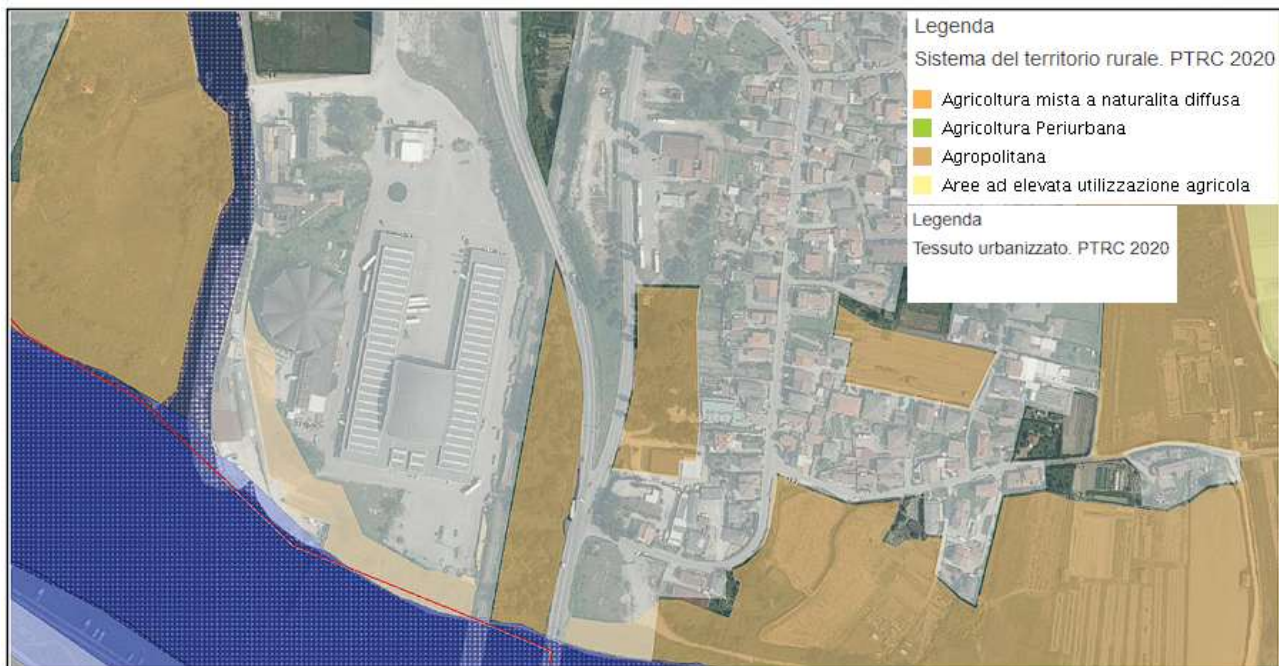 Legenda
Sistema del territorio rurale. PTRC 2020
Agricoltura mista a naturalita diffusa
Agricoltura Periurbana
Agropolitana
Aree ad elevata utilizzazione agricola
Legenda
Tessuto urbanizzato. PTRC 2020